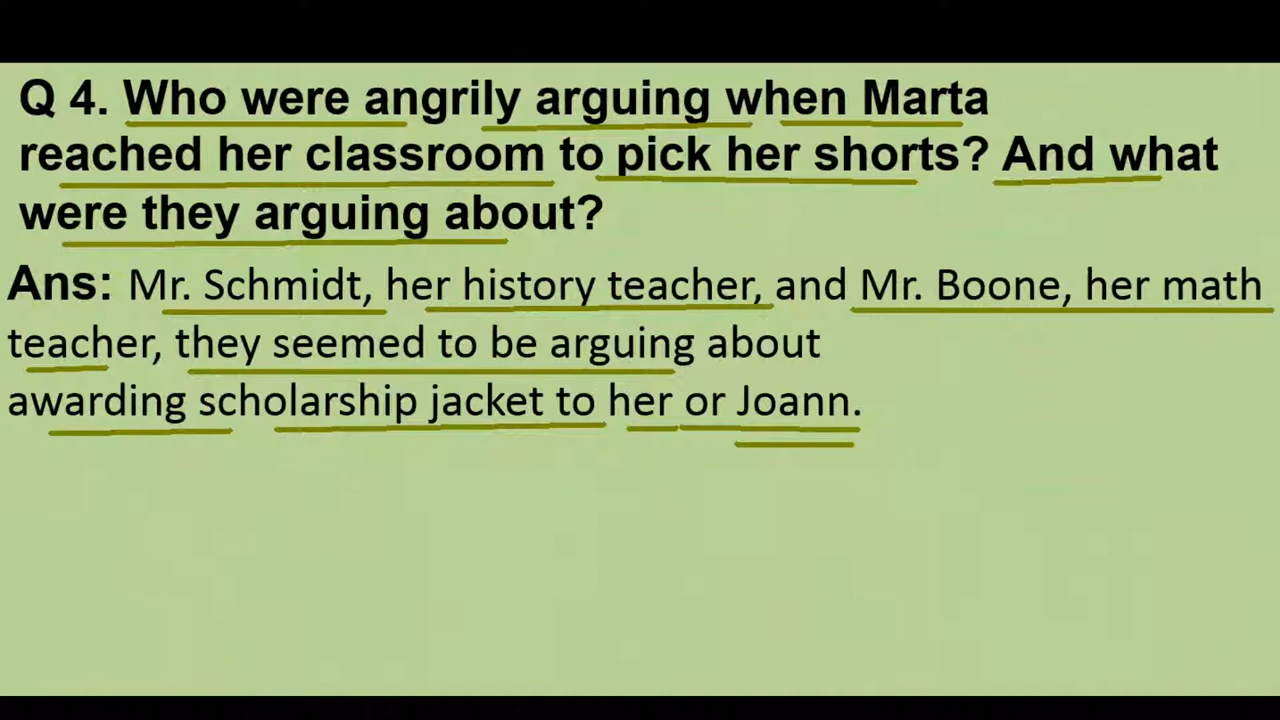 Q 4. Who were angrily arguing when Marta
reached her classroom to pick her shorts? And what
were they arguing about?
Ans: Mr. Schmidt, her history teacher, and Mr. Boone, her math
teacher, they seemed to be arguing about
awarding scholarship jacket to her or Joann.